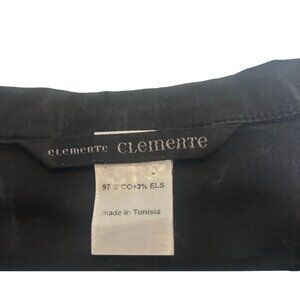 cLemenTe CLemenTe
97 % CO+3% ELS
made in Tunisia